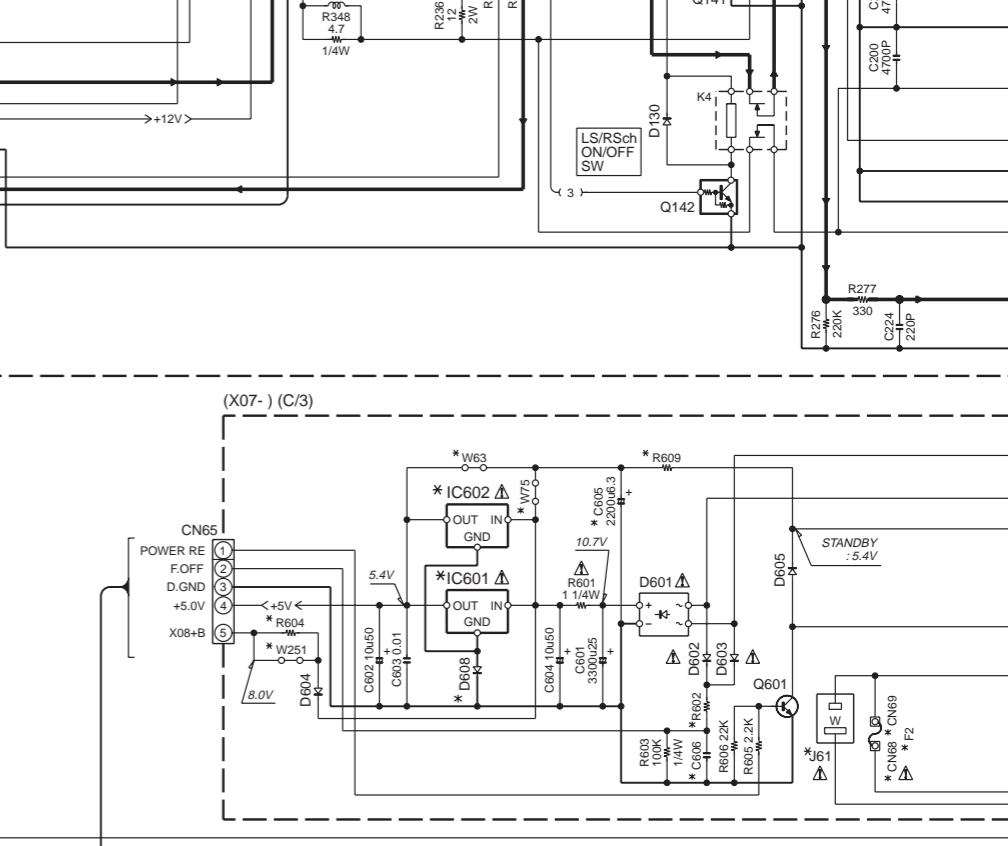 Q141
R348
4.7
1/4W
R236
12
2W
R
R
C200
4700P
47
K4
D130
+12V
LS/RSch
ON/OFF
SW
3
Q142
R277
330
R276
220K
C224
220P
(X07- ) (C/3)
* W63
* R609
* W75
* C605
2200u6.3
+
* IC602
OUT IN
GND
CN65
POWER RE 1
F.OFF 2
D.GND 3
+5.0V 4
X08+B 5
+5V
* R604
* W251
8.0V
D604
5.4V
* IC601
OUT IN
GND
10.7V
R601
1 1/4W
D601
+ ~
− ~
STANDBY
: 5.4V
D605
C602 10u50
+
C603 0.01
D608
*
C604 10u50
+
C601
3300u25
+
D602
D603
Q601
* R602
R603
100K
1/4W
* C606
R606 22K
R605 2.2K
W
* J61
* CN69
* CN68
* F2